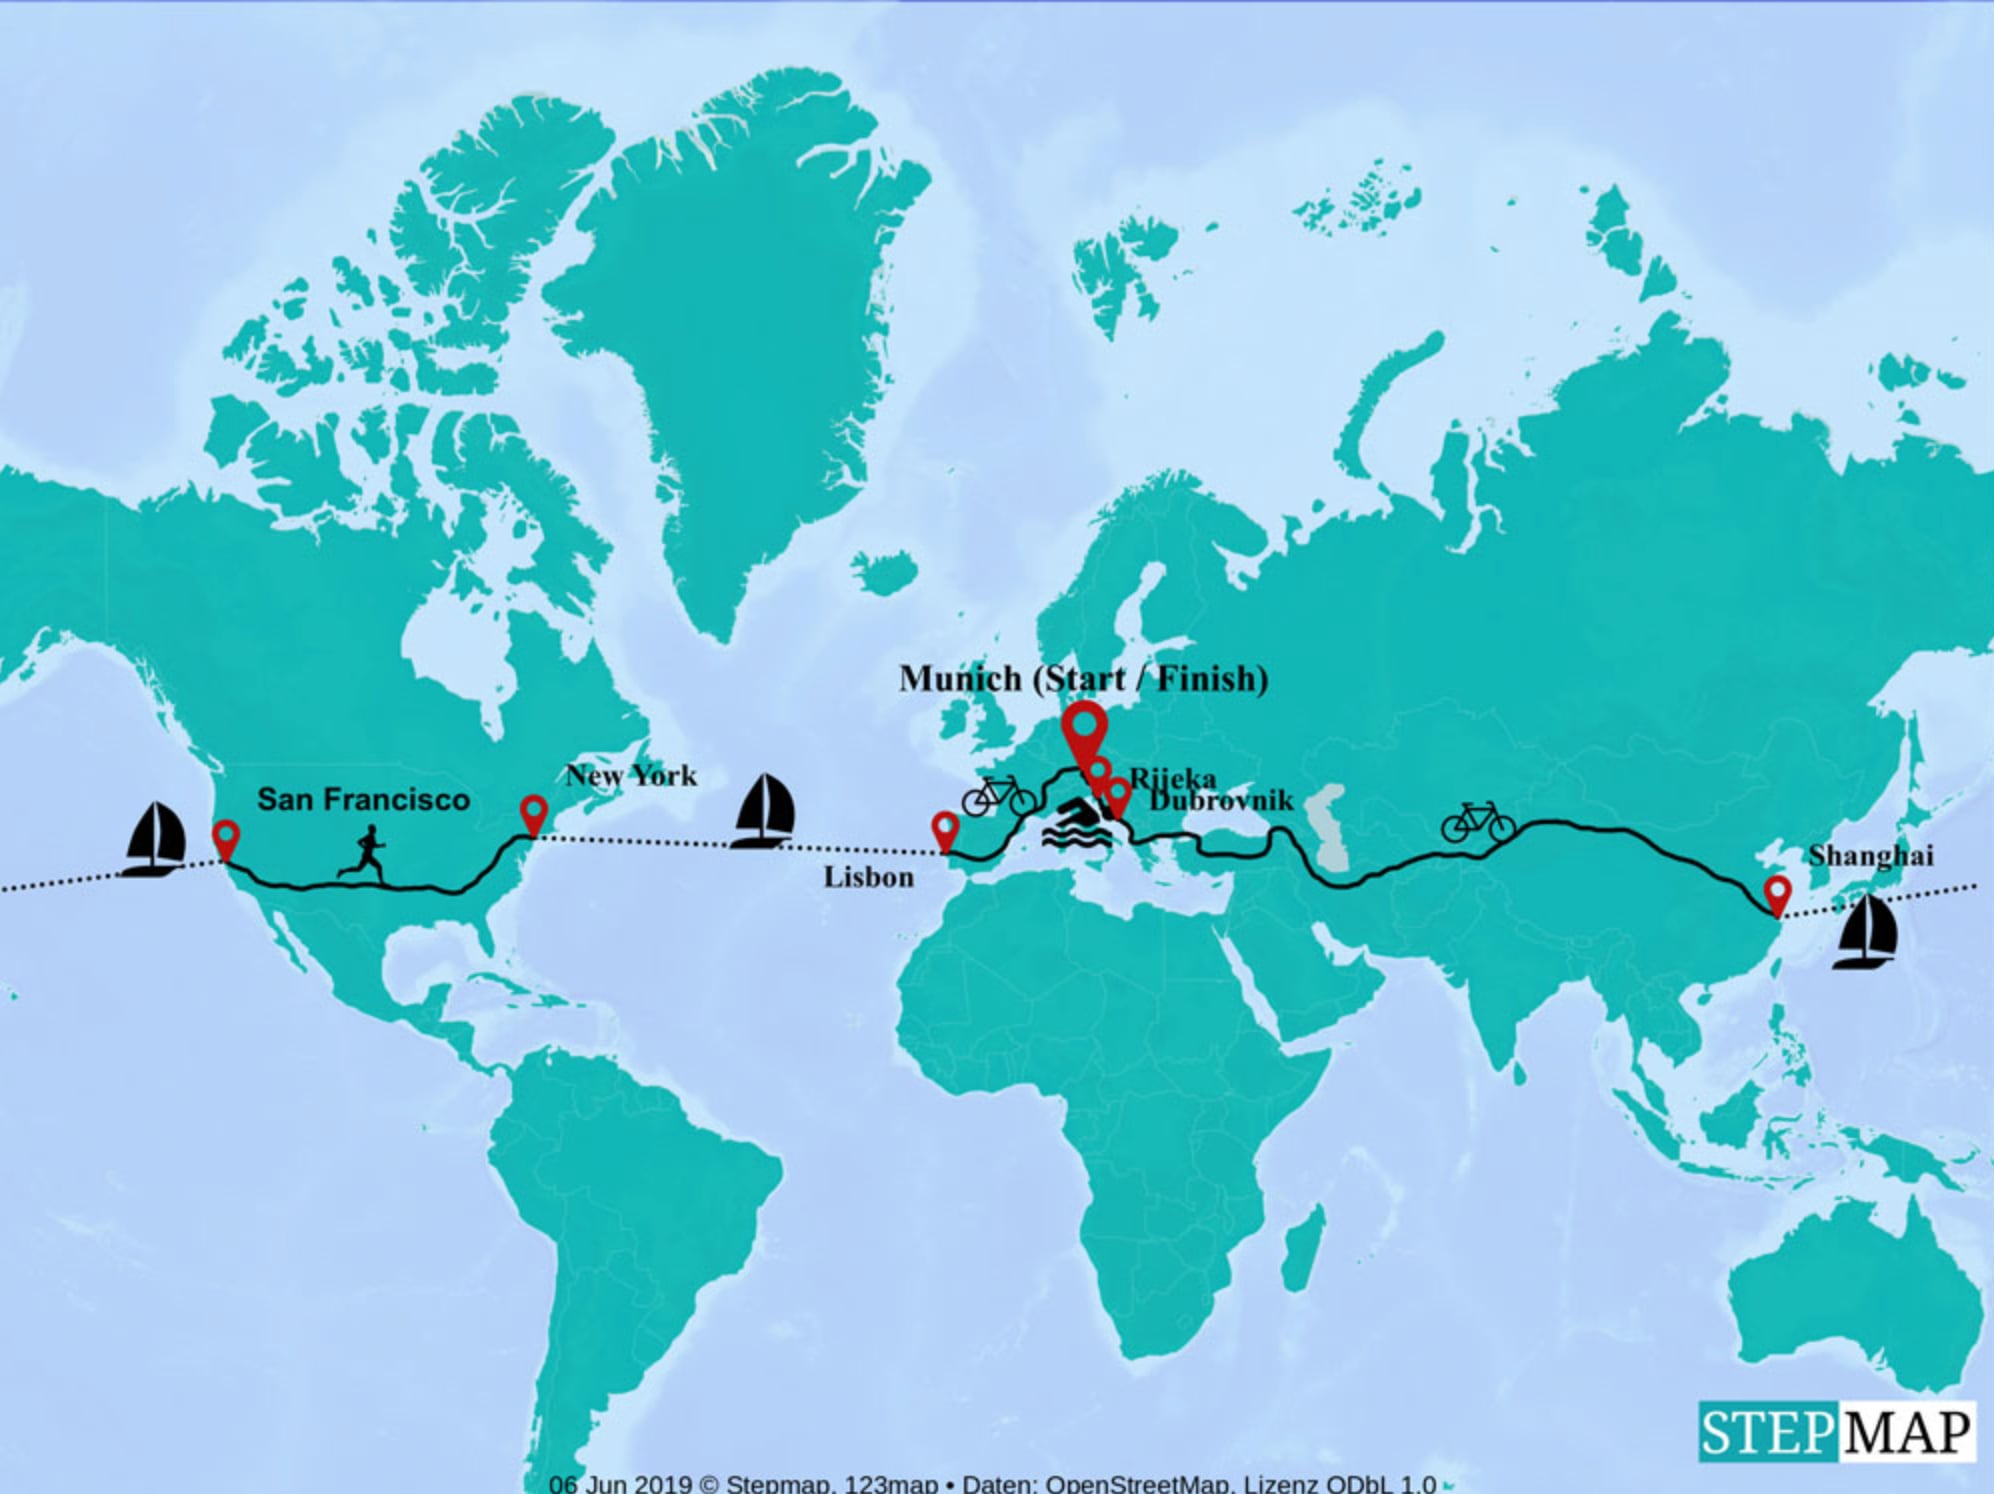 Munich (Start / Finish)
New York
Rijeka
San Francisco
Dubrovnik
Lisbon
Shanghai
STEPMAP
06 Jun 2019 © Stepmap, 123map • Daten: OpenStreetMap, Lizenz ODbL 1.0